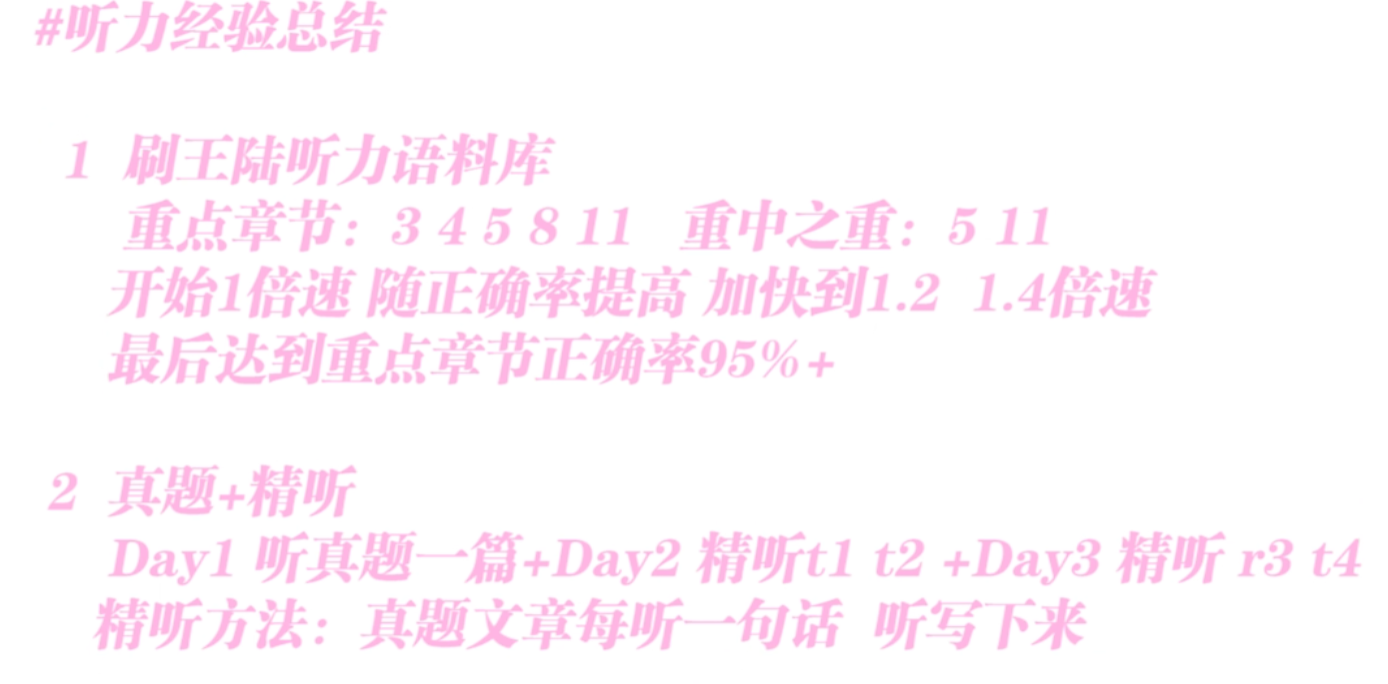 #听力经验总结
1 刷王陆听力语料库
重点章节：3 4 5 8 11 重中之重：5 11
开始1倍速 随正确率提高 加快到1.2 1.4倍速
最后达到重点章节正确率95%+
2 真题+精听
Day1 听真题一篇+Day2 精听t1 t2 +Day3 精听 r3 t4
精听方法：真题文章每听一句话 听写下来